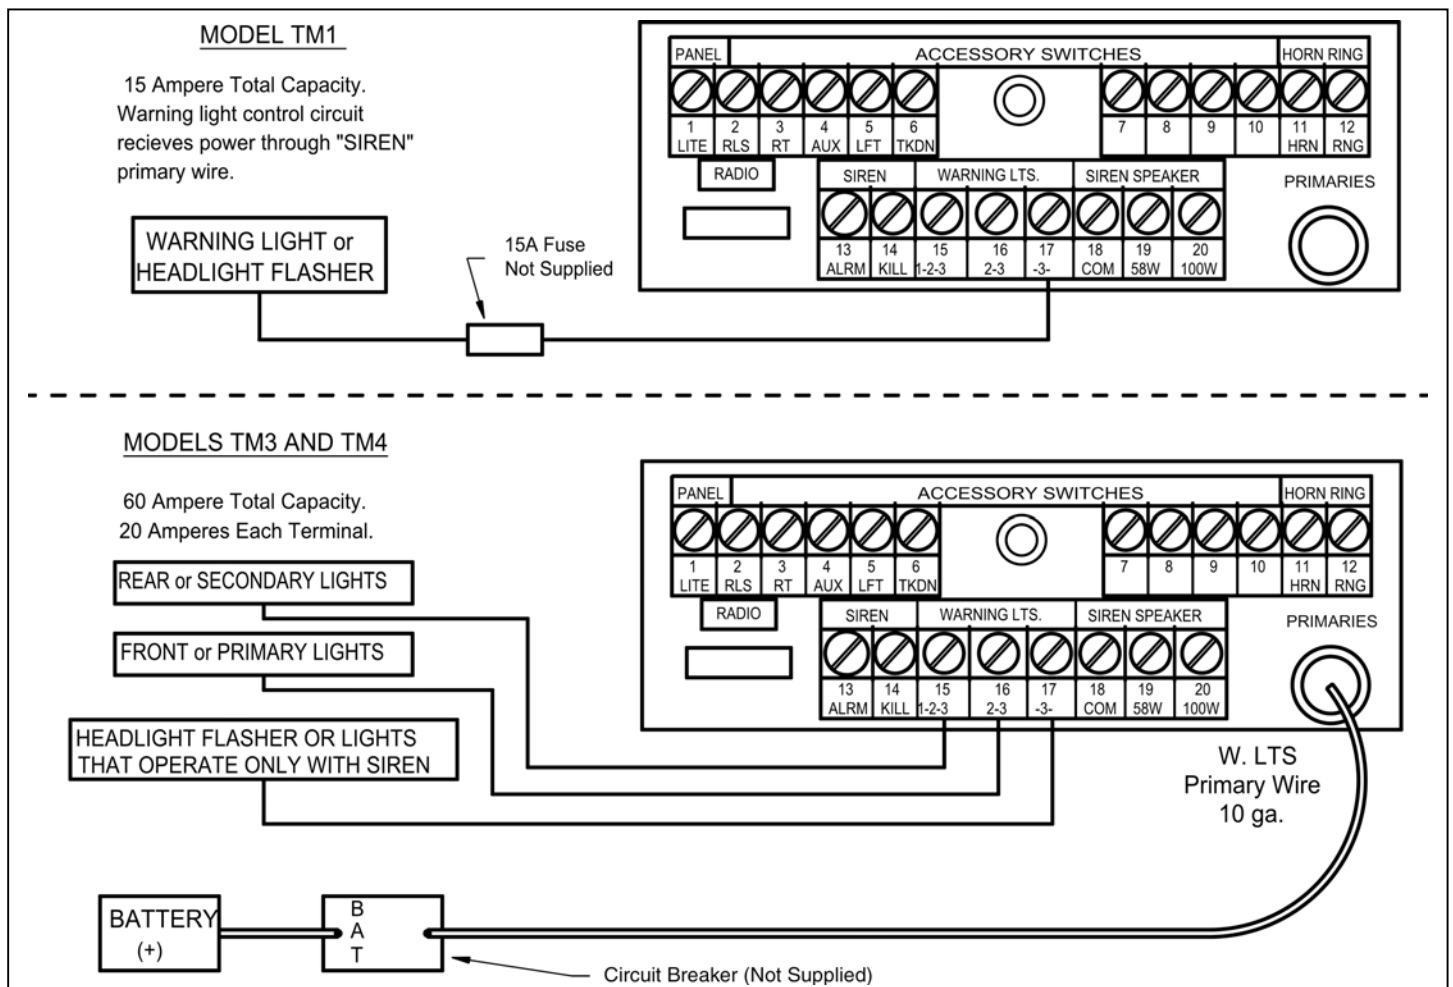 MODEL TM1
15 Ampere Total Capacity.
Warning light control circuit
recieves power through "SIREN"
primary wire.
WARNING LIGHT or
HEADLIGHT FLASHER
15A Fuse
Not Supplied
PANEL ACCESSORY SWITCHES HORN RING
1 2 3 4 5 6 7 8 9 10 11 12
LITE RLS RT AUX LFT TKDN HRN RNG
RADIO SIREN WARNING LTS. SIREN SPEAKER PRIMARIES
13 14 15 16 17 18 19 20
ALRM KILL 1-2-3 2-3 -3- COM 58W 100W
MODELS TM3 AND TM4
60 Ampere Total Capacity.
20 Amperes Each Terminal.
REAR or SECONDARY LIGHTS
FRONT or PRIMARY LIGHTS
HEADLIGHT FLASHER OR LIGHTS
THAT OPERATE ONLY WITH SIREN
PANEL ACCESSORY SWITCHES HORN RING
1 2 3 4 5 6 7 8 9 10 11 12
LITE RLS RT AUX LFT TKDN HRN RNG
RADIO SIREN WARNING LTS. SIREN SPEAKER PRIMARIES
13 14 15 16 17 18 19 20
ALRM KILL 1-2-3 2-3 -3- COM 58W 100W
W. LTS
Primary Wire
10 ga.
BATTERY
(+)
BAT
Circuit Breaker (Not Supplied)